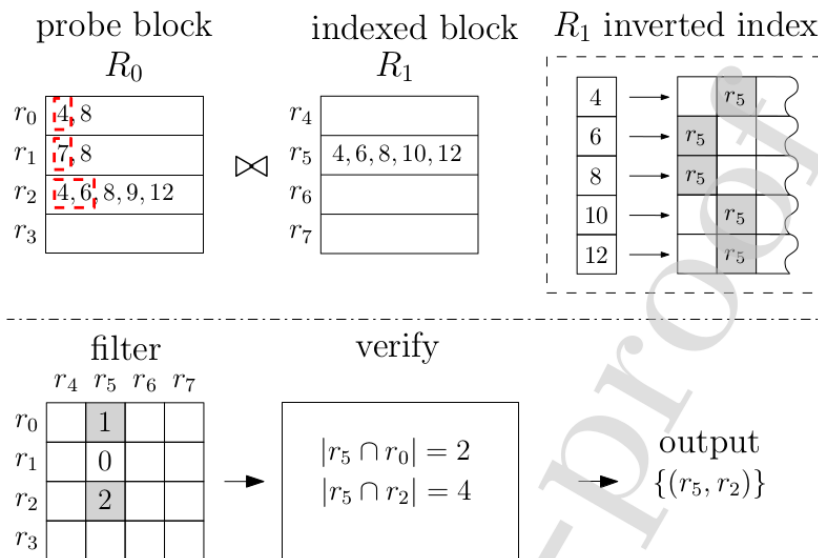 probe block
R₀
r₀ 4, 8
r₁ 7, 8
r₂ 4, 6, 8, 9, 12
r₃
⋈
indexed block
R₁
r₄
r₅ 4, 6, 8, 10, 12
r₆
r₇
R₁ inverted index
4 r₅
6 r₅
8 r₅
10 r₅
12 r₅
filter
r₄ r₅ r₆ r₇
r₀ 1
r₁ 0
r₂ 2
r₃
verify
|r₅ ∩ r₀| = 2
|r₅ ∩ r₂| = 4
output
{(r₅, r₂)}
-proof